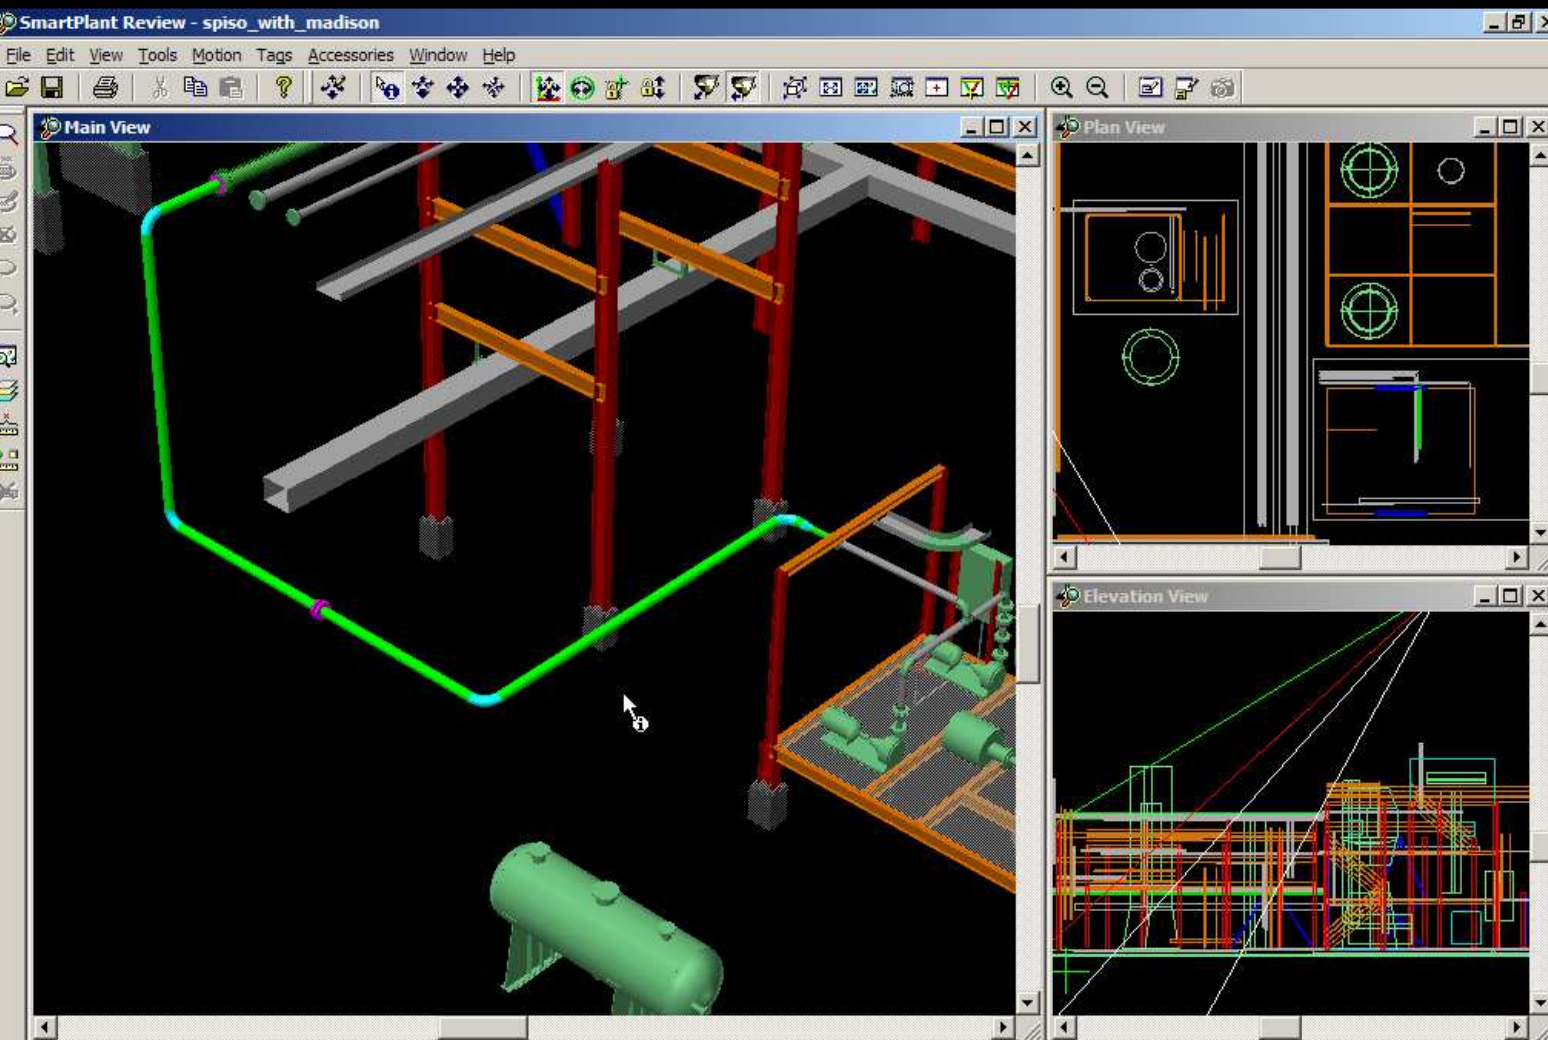 SmartPlant Review - spiso_with_madison
File Edit View Tools Motion Tags Accessories Window Help
Main View
Plan View
Elevation View